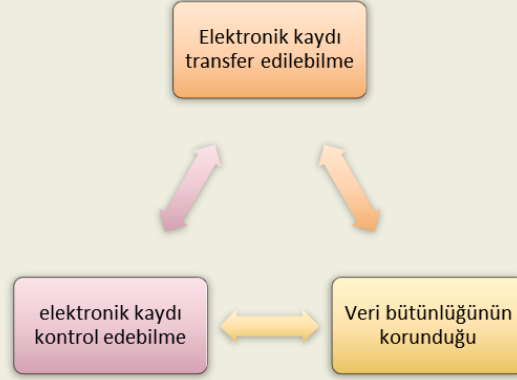 Elektronik kaydı
transfer edilebilme
elektronik kaydı
kontrol edebilme
Veri bütünlüğünün
korunduğu